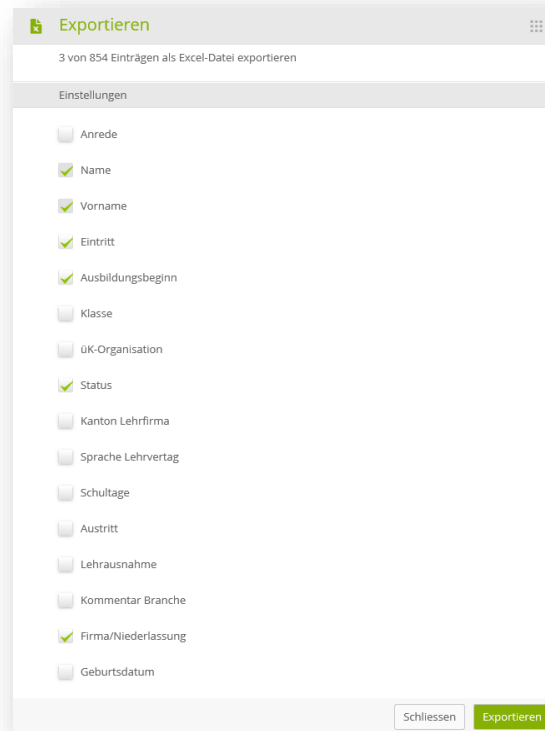 Exportieren
3 von 854 Einträgen als Excel-Datei exportieren
Einstellungen
Anrede
Name
Vorname
Eintritt
Ausbildungsbeginn
Klasse
üK-Organisation
Status
Kanton Lehrfirma
Sprache Lehrvertag
Schultage
Austritt
Lehrausnahme
Kommentar Branche
Firma/Niederlassung
Geburtsdatum
Schliessen
Exportieren